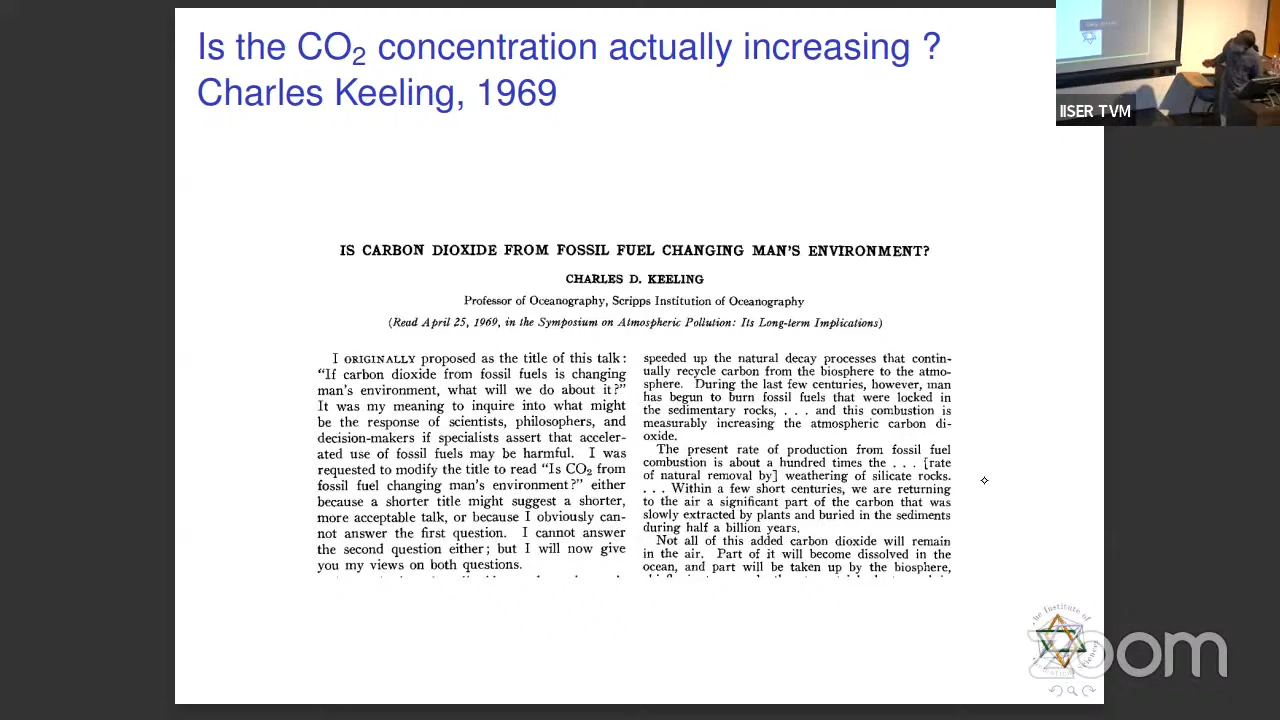 Is the CO₂ concentration actually increasing ?
Charles Keeling, 1969
IISER TVM
IS CARBON DIOXIDE FROM FOSSIL FUEL CHANGING MAN'S ENVIRONMENT?
CHARLES D. KEELING
Professor of Oceanography, Scripps Institution of Oceanography
(Read April 25, 1969, in the Symposium on Atmospheric Pollution: Its Long-term Implications)
I ORIGINALLY proposed as the title of this talk:
"If carbon dioxide from fossil fuels is changing
man's environment, what will we do about it?"
It was my meaning to inquire into what might
be the response of scientists, philosophers, and
decision-makers if specialists assert that acceler-
ated use of fossil fuels may be harmful. I was
requested to modify the title to read "Is CO₂ from
fossil fuel changing man's environment?" either
because a shorter title might suggest a shorter,
more acceptable talk, or because I obviously can-
not answer the first question. I cannot answer
the second question either; but I will now give
you my views on both questions.
speeded up the natural decay processes that contin-
ually recycle carbon from the biosphere to the atmo-
sphere. During the last few centuries, however, man
has begun to burn fossil fuels that were locked in
the sedimentary rocks, . . . and this combustion is
measurably increasing the atmospheric carbon di-
oxide.
The present rate of production from fossil fuel
combustion is about a hundred times the . . . [rate
of natural removal by] weathering of silicate rocks.
. . . Within a few short centuries, we are returning
to the air a significant part of the carbon that was
slowly extracted by plants and buried in the sediments
during half a billion years.
Not all of this added carbon dioxide will remain
in the air. Part of it will become dissolved in the
ocean, and part will be taken up by the biosphere,
he Institute of
zoom